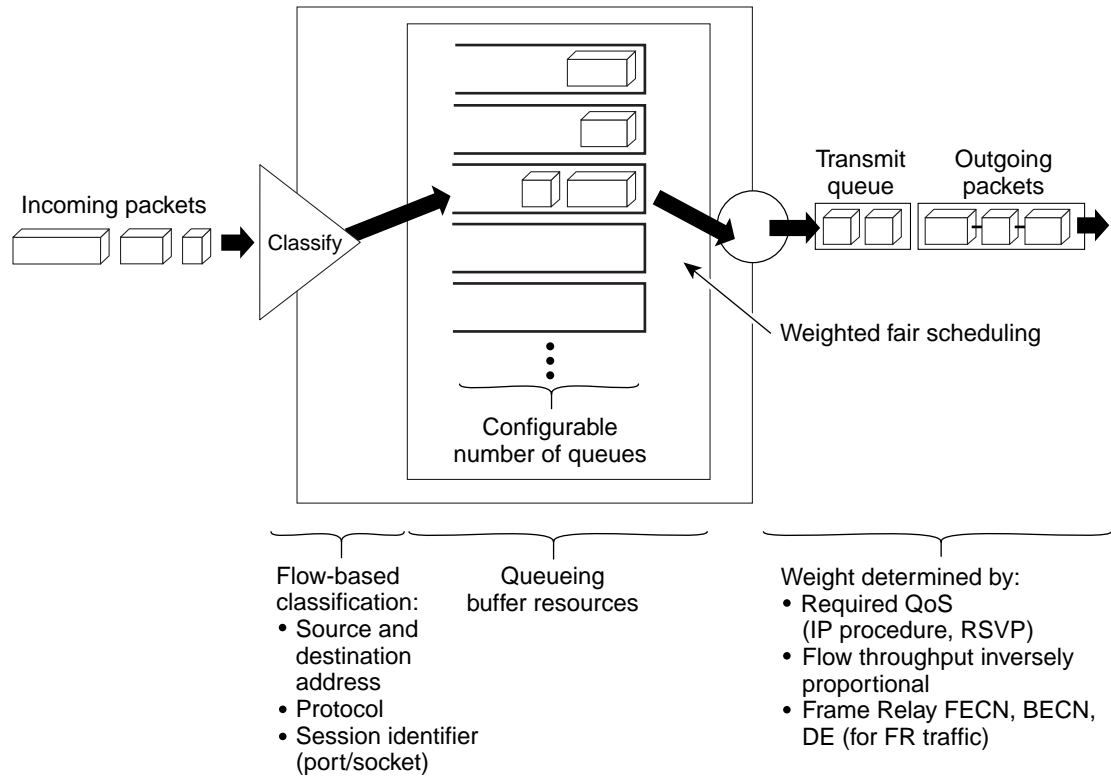 Incoming packets
Classify
Configurable
number of queues
Transmit
queue
Outgoing
packets
Weighted fair scheduling
Flow-based
classification:
• Source and
destination
address
• Protocol
• Session identifier
(port/socket)
Queueing
buffer resources
Weight determined by:
• Required QoS
(IP procedure, RSVP)
• Flow throughput inversely
proportional
• Frame Relay FECN, BECN,
DE (for FR traffic)